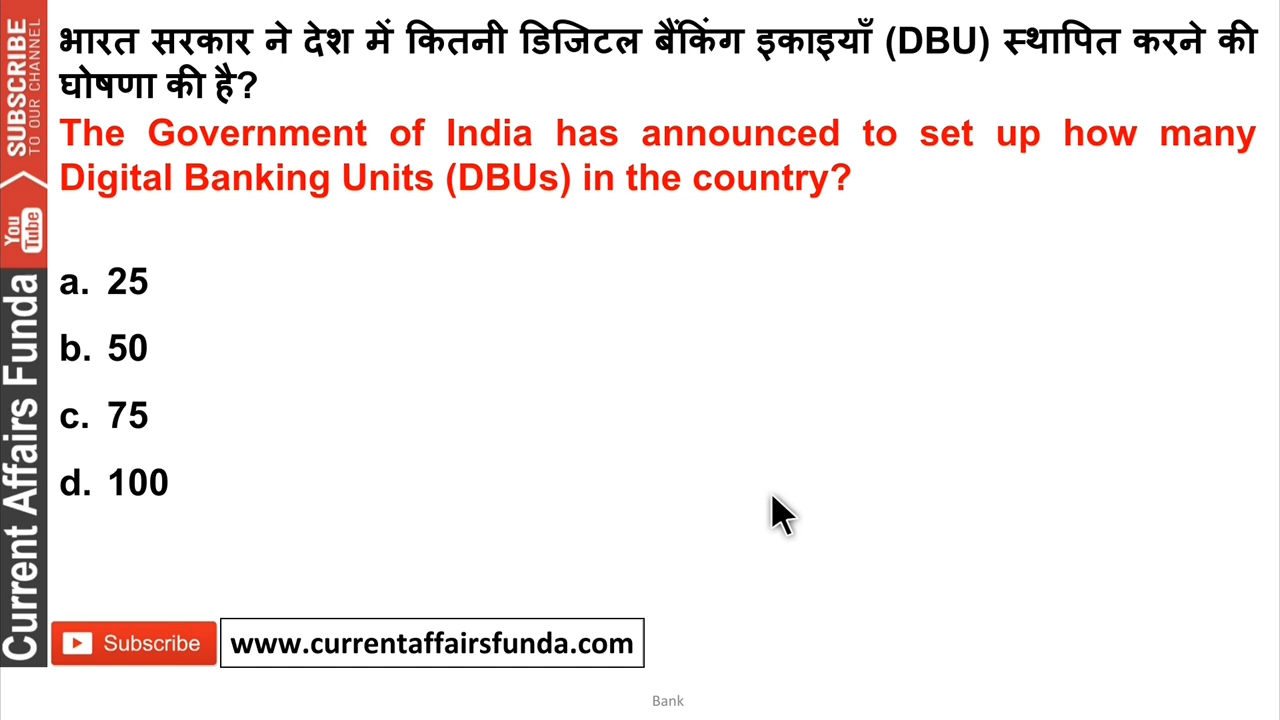 भारत सरकार ने देश में कितनी डिजिटल बैंकिंग इकाइयाँ (DBU) स्थापित करने की
घोषणा की है?
The Government of India has announced to set up how many
Digital Banking Units (DBUs) in the country?
a. 25
b. 50
c. 75
d. 100
SUBSCRIBE
TO OUR CHANNEL
You
Tube
Current Affairs Funda
Subscribe
www.currentaffairsfunda.com
Bank